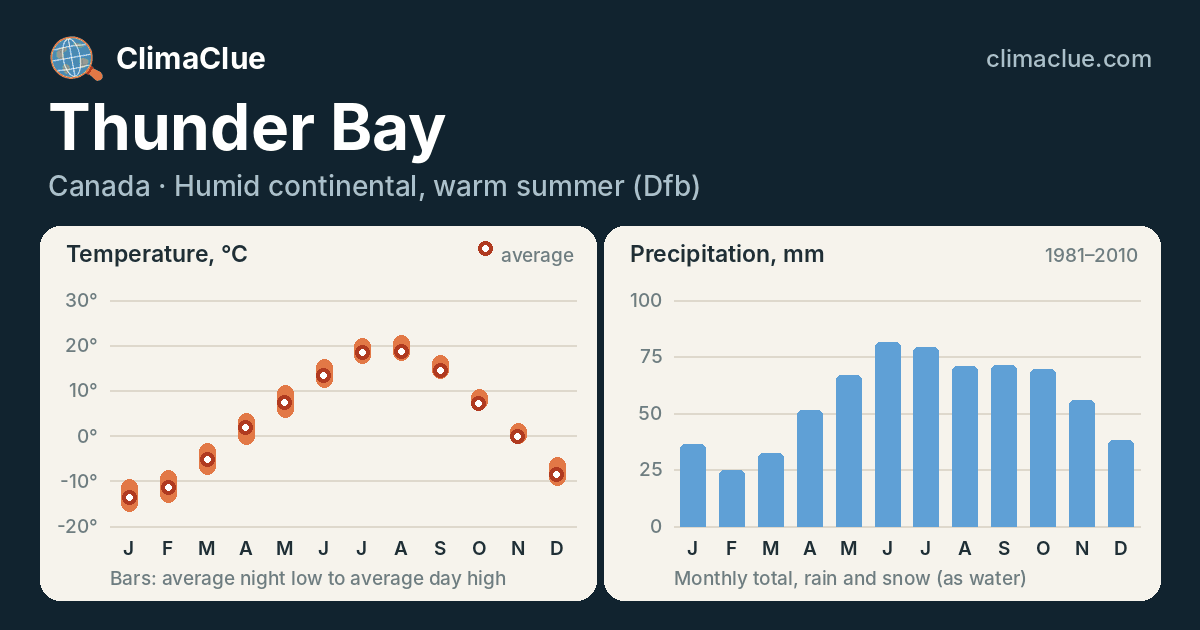 ClimaClue
climaclue.com
Thunder Bay
Canada · Humid continental, warm summer (Dfb)
Temperature, °C
average
30°
20°
10°
0°
-10°
-20°
J F M A M J J A S O N D
Bars: average night low to average day high
Precipitation, mm
1981–2010
100
75
50
25
0
J F M A M J J A S O N D
Monthly total, rain and snow (as water)